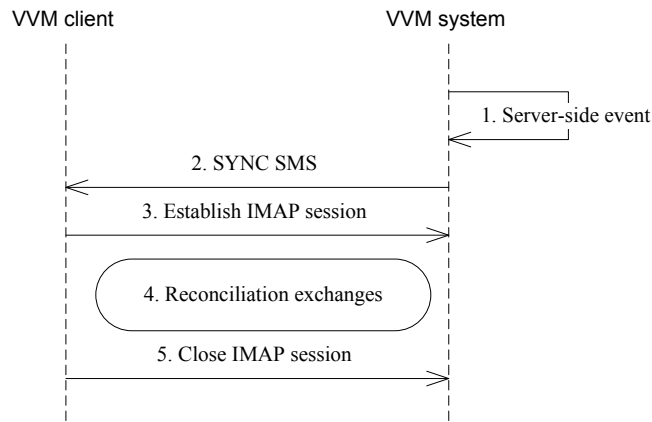 VVM client
VVM system
1. Server-side event
2. SYNC SMS
3. Establish IMAP session
4. Reconciliation exchanges
5. Close IMAP session